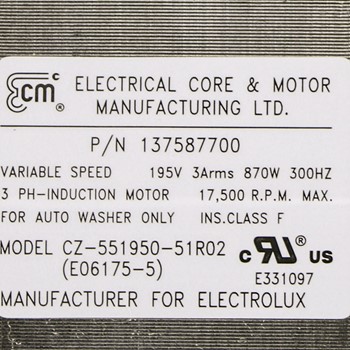 ecm c ®
ELECTRICAL CORE & MOTOR
MANUFACTURING LTD.
P/N 137587700
VARIABLE SPEED 195V 3Arms 870W 300HZ
3 PH-INDUCTION MOTOR 17,500 R.P.M. MAX.
FOR AUTO WASHER ONLY INS.CLASS F
MODEL CZ-551950-51R02 c RU ® US
(E06175-5) E331097
MANUFACTURER FOR ELECTROLUX